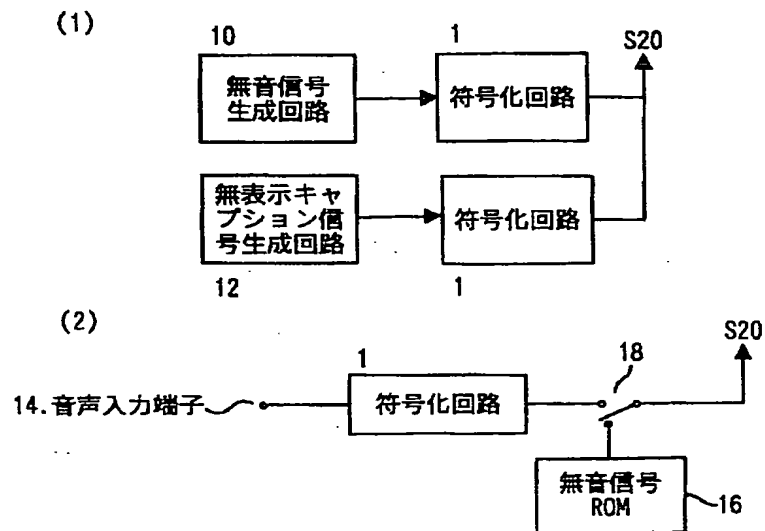 (1)
10
1
S20
無音信号
生成回路
符号化回路
無表示キャ
プション信
号生成回路
符号化回路
12
1
(2)
S20
1
18
14.音声入力端子
符号化回路
無音信号
ROM
16